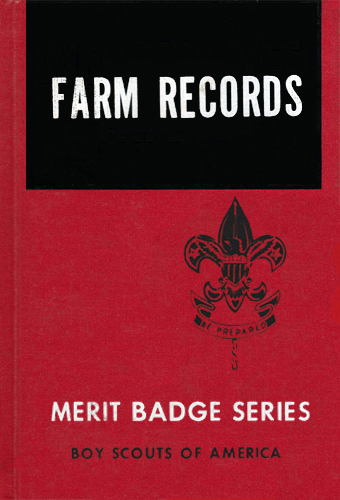 FARM RECORDS
BE PREPARED
MERIT BADGE SERIES
BOY SCOUTS OF AMERICA